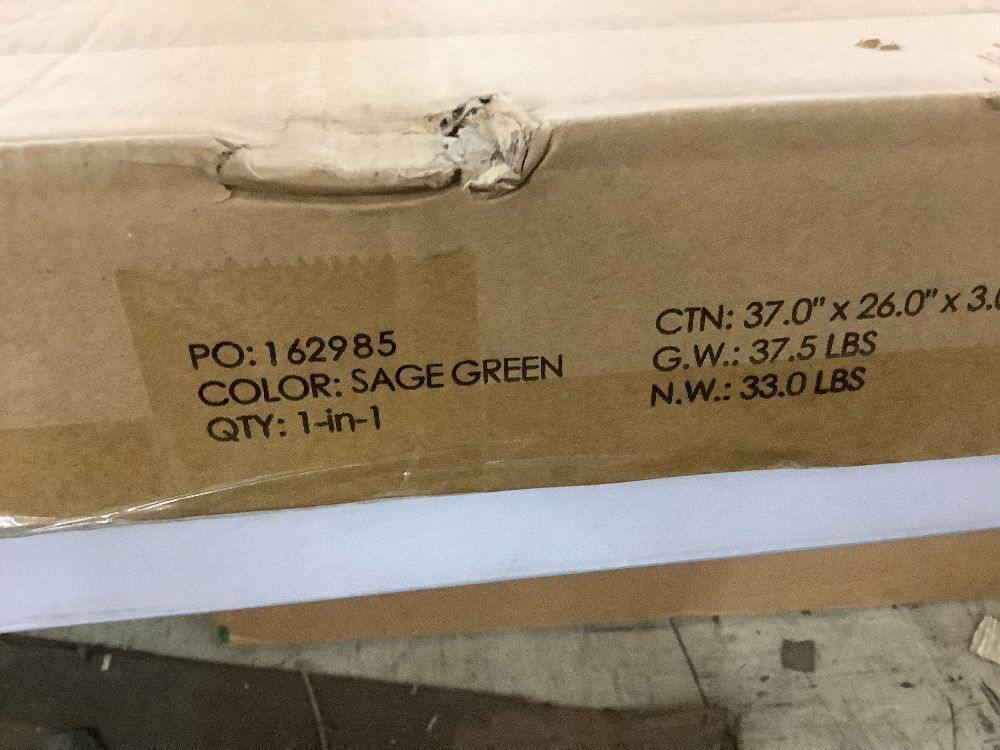 PO: 162985
COLOR: SAGE GREEN
QTY: 1-in-1
CTN: 37.0" x 26.0" x 3.
G.W.: 37.5 LBS
N.W.: 33.0 LBS